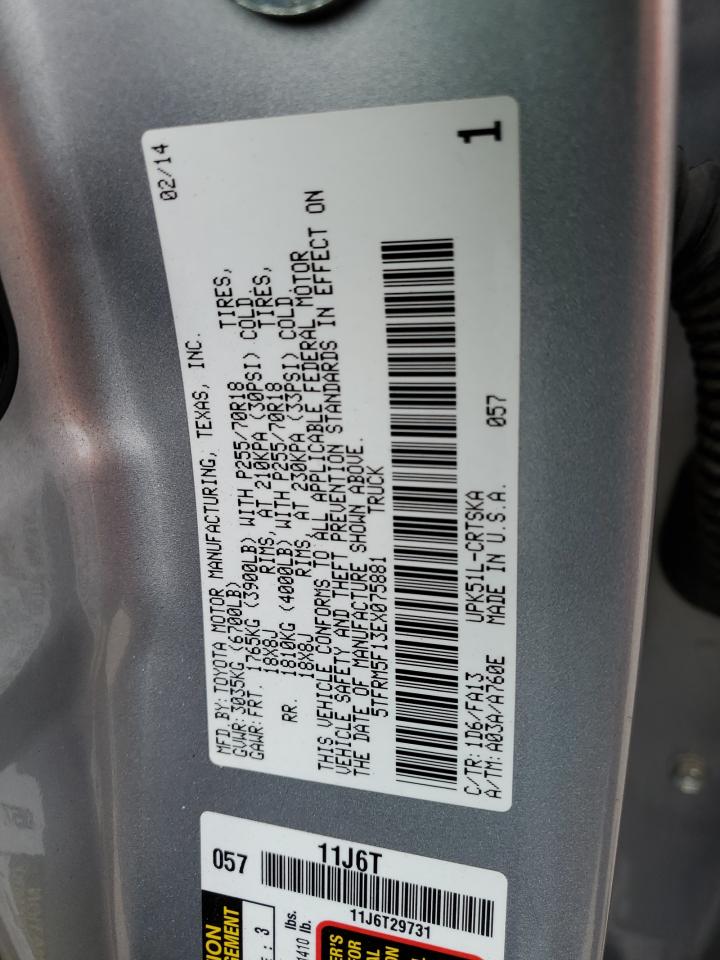 02/14
MFD BY: TOYOTA MOTOR MANUFACTURING, TEXAS, INC.
GVWR: 3035KG (6700LB)
GAWR: FRT. 1765KG (3900LB) WITH P255/70R18 TIRES,
18X8J RIMS, AT 210KPA (30PSI) COLD.
RR. 1810KG (4000LB) WITH P255/70R18 TIRES,
18X8J RIMS, AT 230KPA (33PSI) COLD.
THIS VEHICLE CONFORMS TO ALL APPLICABLE FEDERAL MOTOR
VEHICLE SAFETY AND THEFT PREVENTION STANDARDS IN EFFECT ON
THE DATE OF MANUFACTURE SHOWN ABOVE.
5TFRM5F13EX075881 TRUCK
C/TR: 1D6/FA13 UPK51L-CRTSKA
A/TM: A03A/A760E MADE IN U.S.A. 057
1
057
11J6T
11J6T29731
: 3
lbs.
1410 lb.